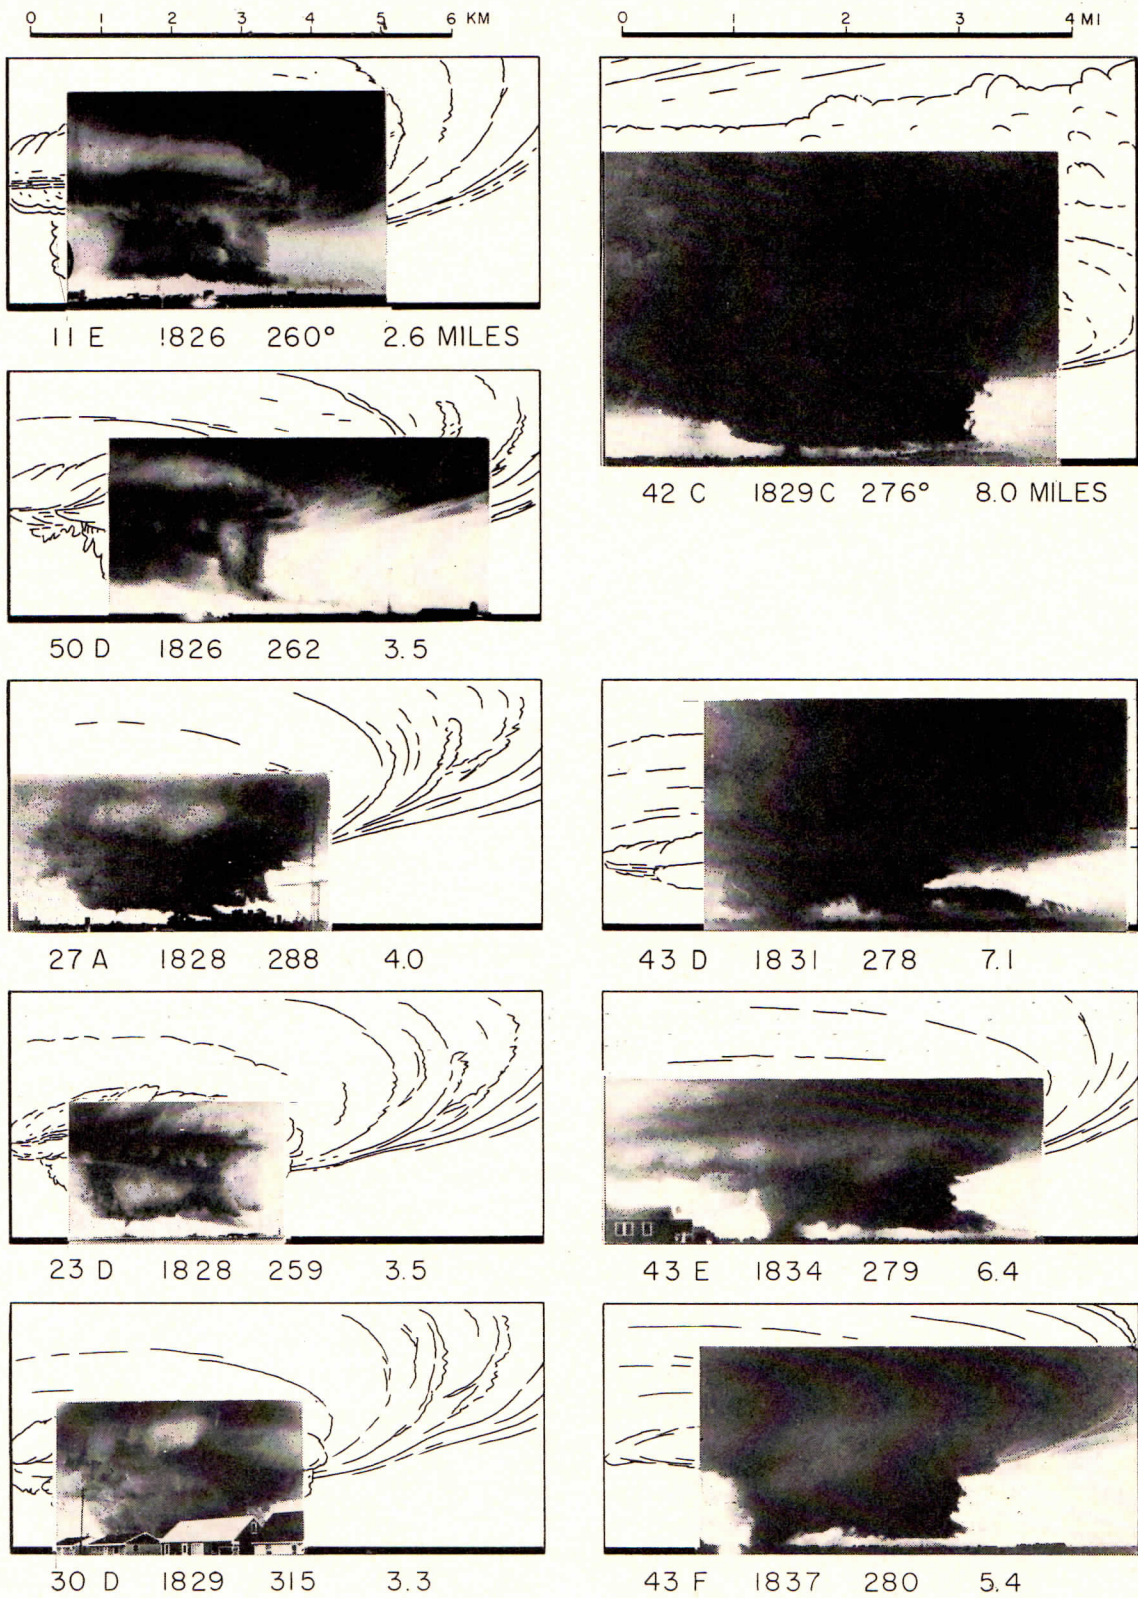 0 1 2 3 4 5 6 KM
0 1 2 3 4 MI
11 E 1826 260° 2.6 MILES
50 D 1826 262 3.5
27 A 1828 288 4.0
23 D 1828 259 3.5
30 D 1829 315 3.3
42 C 1829 C 276° 8.0 MILES
43 D 1831 278 7.1
43 E 1834 279 6.4
43 F 1837 280 5.4